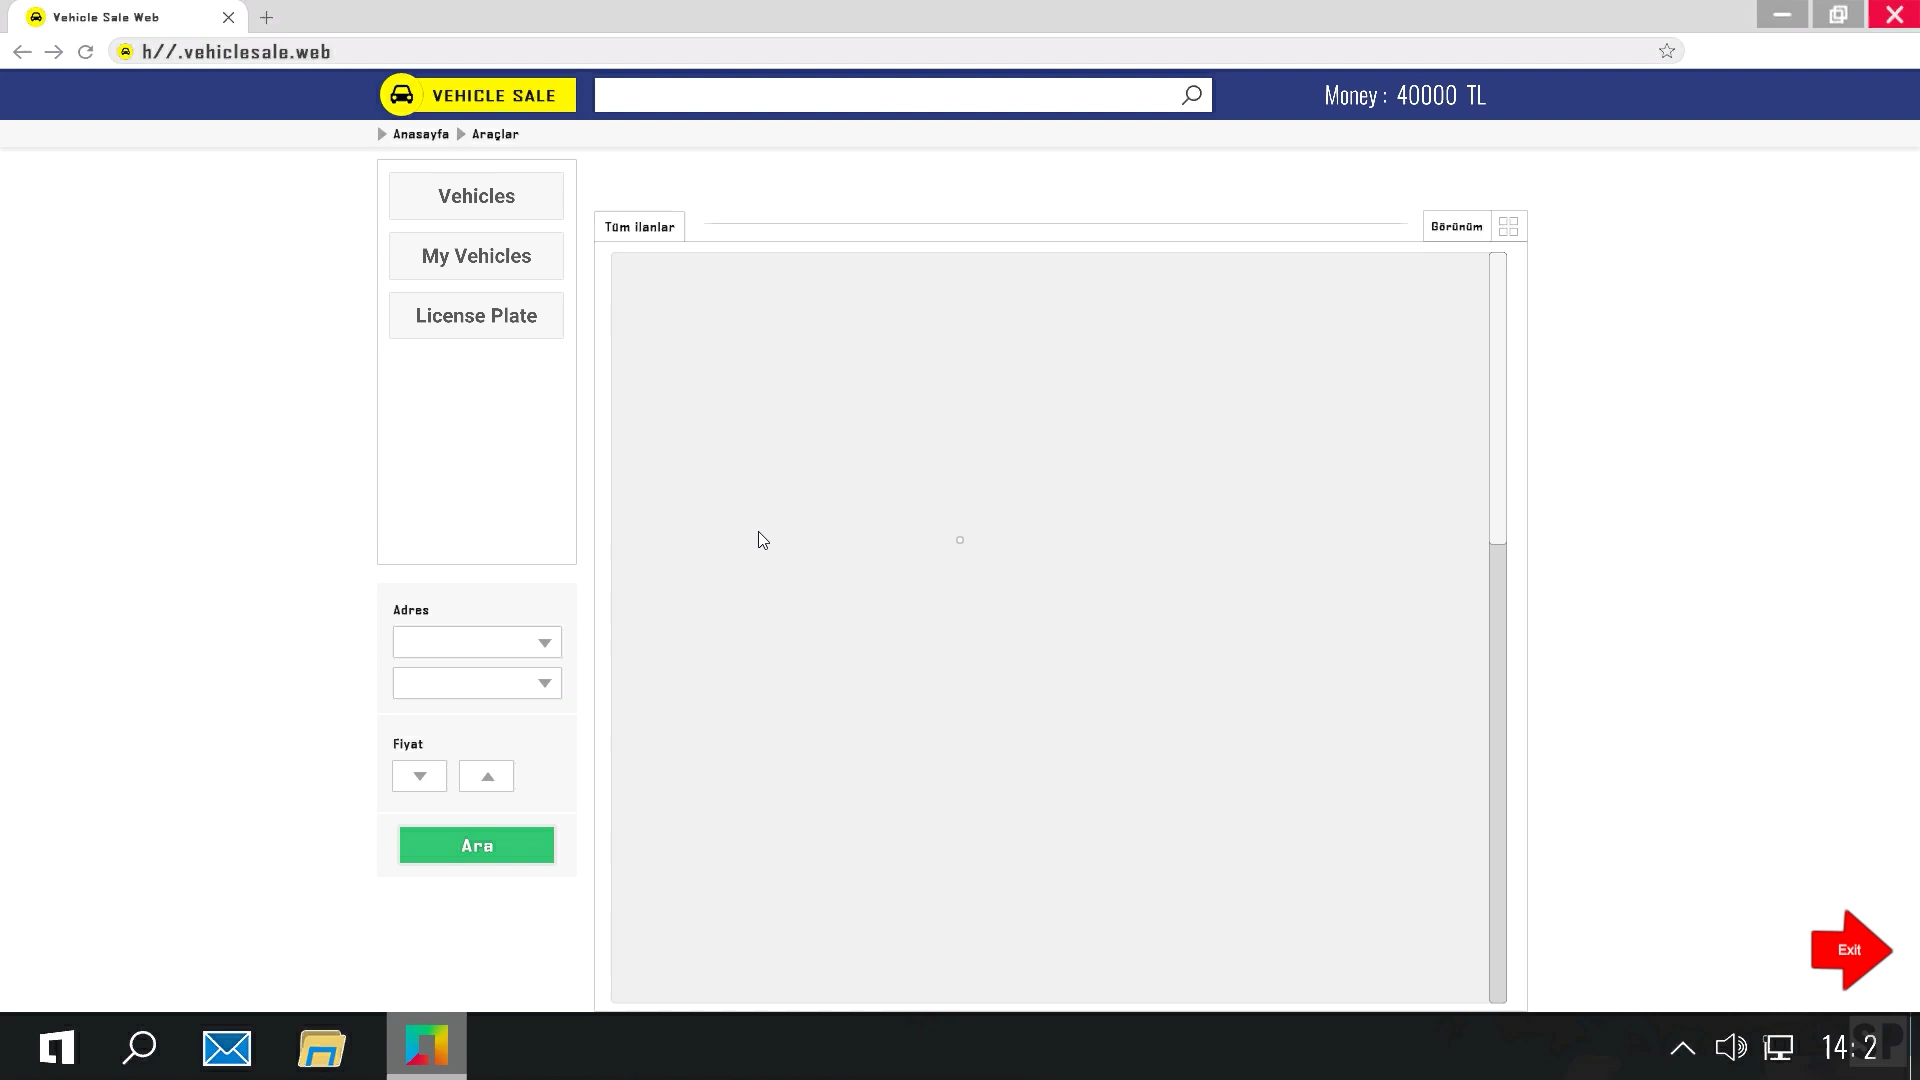 Vehicle Sale Web
h//.vehiclesale.web
VEHICLE SALE
Money : 40000 TL
Anasayfa Araçlar
Vehicles
My Vehicles
License Plate
Tüm ilanlar
Görünüm
Adres
Fiyat
Ara
Exit
14:2
SP